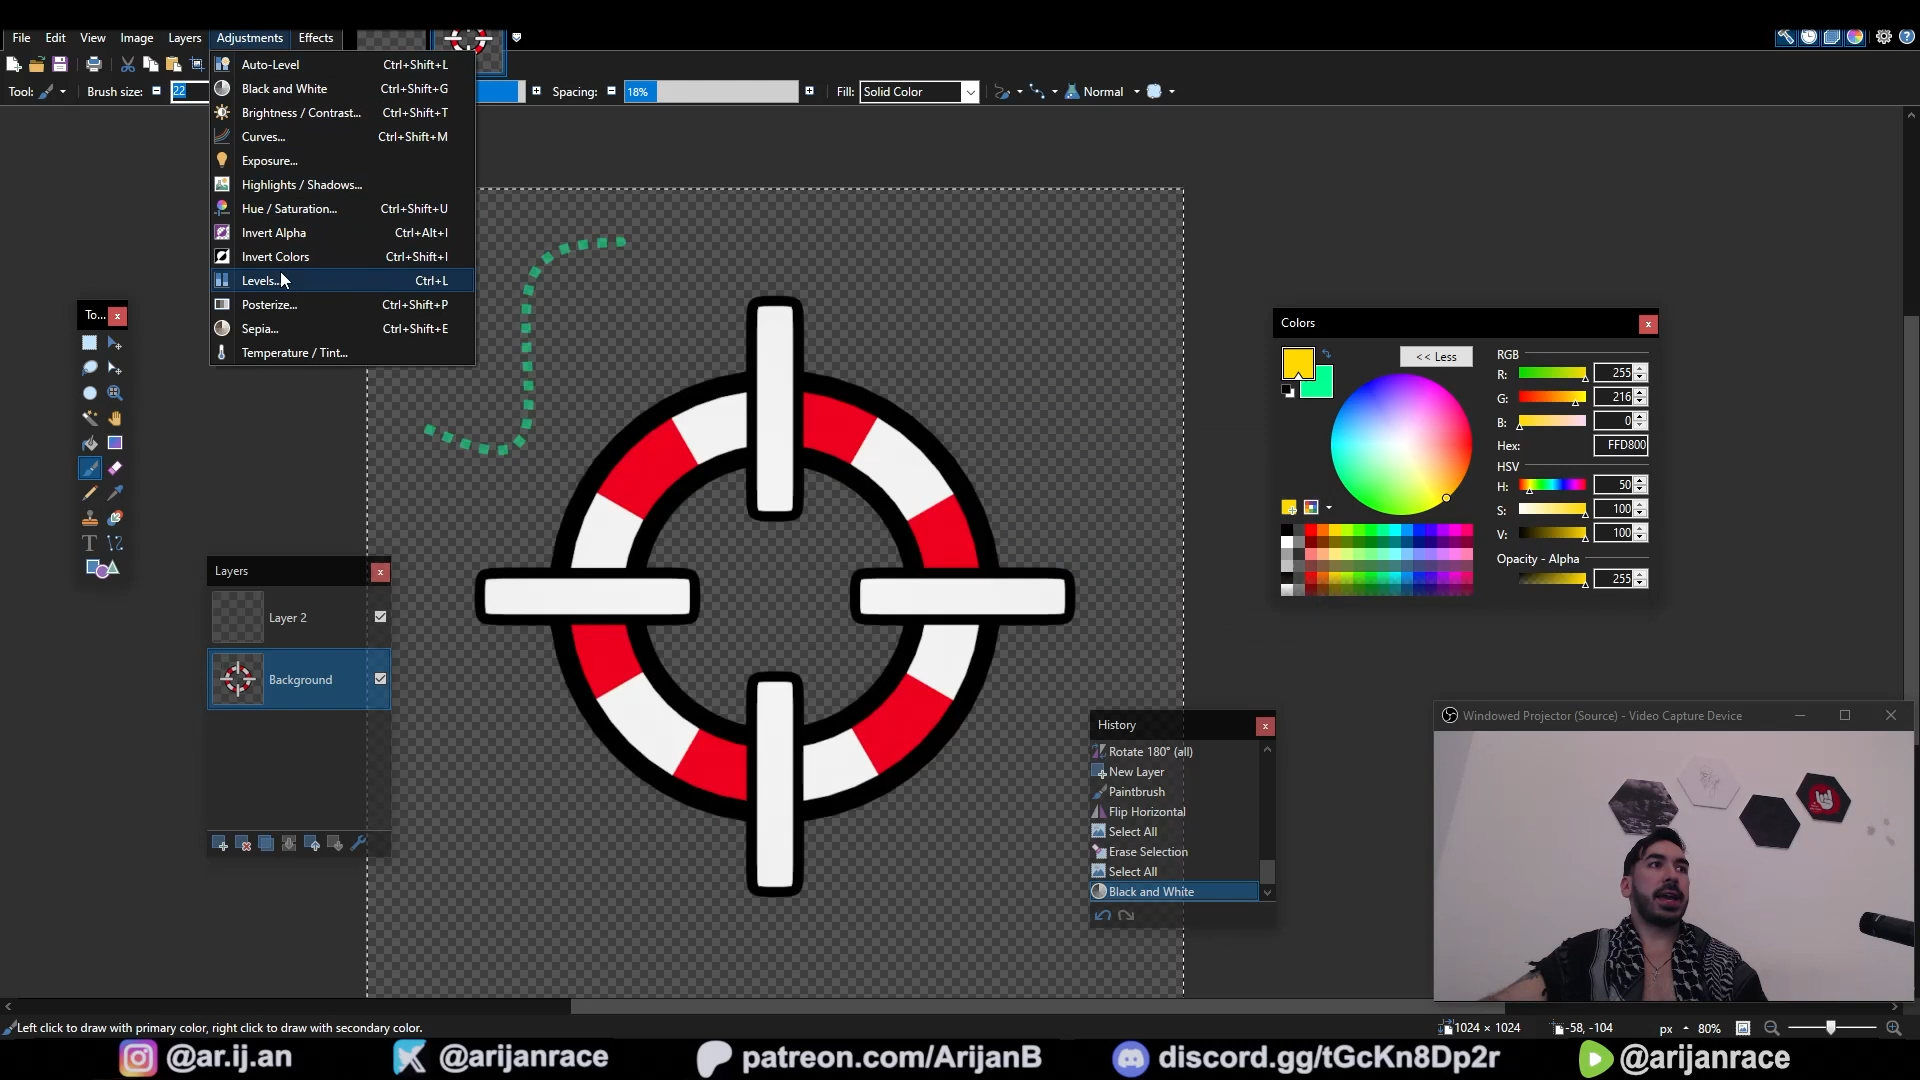 File Edit View Image Layers Adjustments Effects
Tool: Brush size: 22 Spacing: 18% Fill: Solid Color Normal
Auto-Level Ctrl+Shift+L
Black and White Ctrl+Shift+G
Brightness / Contrast... Ctrl+Shift+T
Curves... Ctrl+Shift+M
Exposure...
Highlights / Shadows...
Hue / Saturation... Ctrl+Shift+U
Invert Alpha Ctrl+Alt+I
Invert Colors Ctrl+Shift+I
Levels... Ctrl+L
Posterize... Ctrl+Shift+P
Sepia... Ctrl+Shift+E
Temperature / Tint...
To...
Layers
Layer 2
Background
Colors
<< Less
RGB
R: 255
G: 216
B: 0
Hex: FFD800
HSV
H: 50
S: 100
V: 100
Opacity - Alpha
255
History
Rotate 180° (all)
New Layer
Paintbrush
Flip Horizontal
Select All
Erase Selection
Select All
Black and White
Windowed Projector (Source) - Video Capture Device
Left click to draw with primary color, right click to draw with secondary color.
1024 × 1024 -58, -104 px 80%
@ar.ij.an @arijanrace patreon.com/ArijanB discord.gg/tGcKn8Dp2r @arijanrace